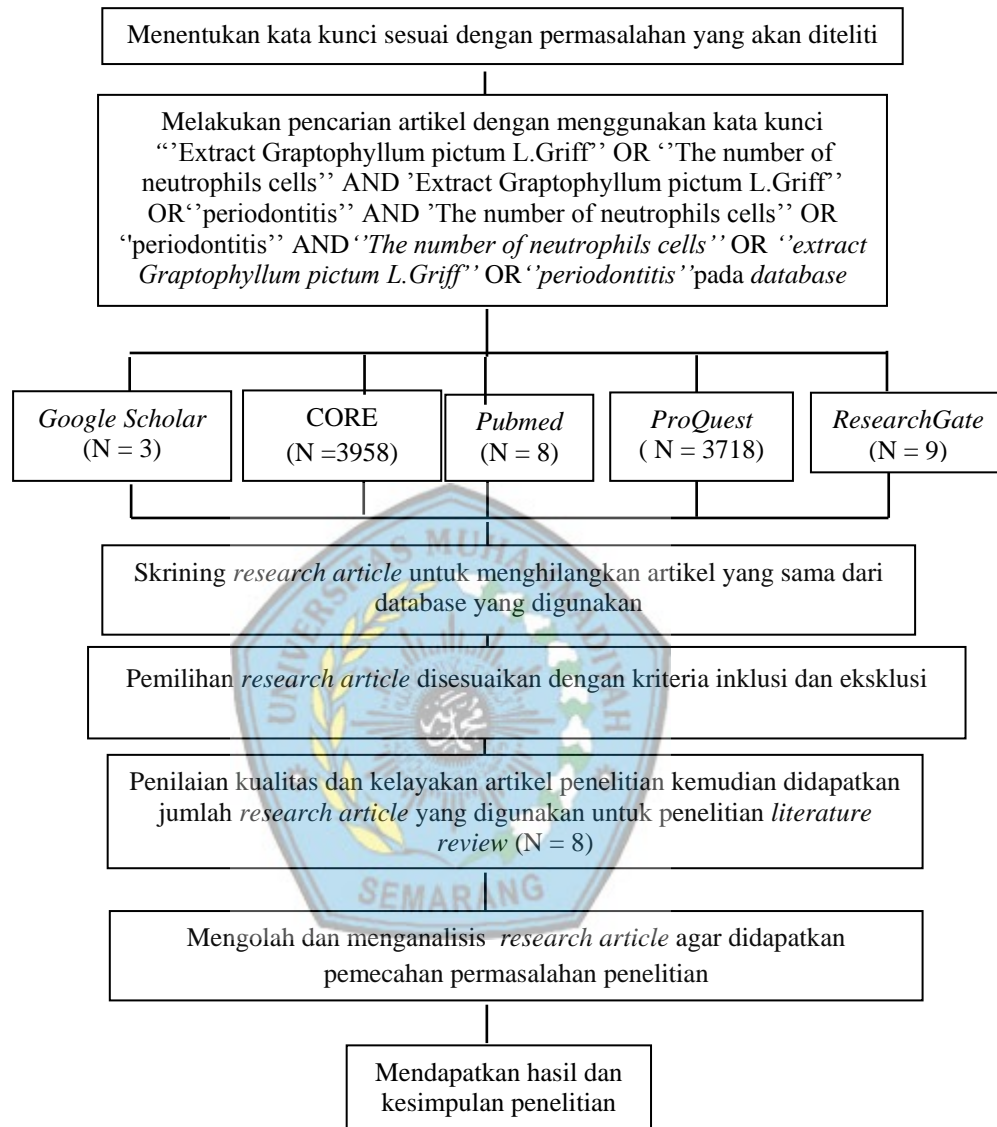 Menentukan kata kunci sesuai dengan permasalahan yang akan diteliti
Melakukan pencarian artikel dengan menggunakan kata kunci
“’Extract Graptophyllum pictum L.Griff’’ OR ‘’The number of
neutrophils cells’’ AND ’Extract Graptophyllum pictum L.Griff’’
OR‘’periodontitis’’ AND ’The number of neutrophils cells’’ OR
‘'periodontitis’’ AND‘’The number of neutrophils cells’’ OR ‘’extract
Graptophyllum pictum L.Griff’’ OR‘’periodontitis’’pada database
Google Scholar
(N = 3)
CORE
(N =3958)
Pubmed
(N = 8)
ProQuest
( N = 3718)
ResearchGate
(N = 9)
Skrining research article untuk menghilangkan artikel yang sama dari
database yang digunakan
Pemilihan research article disesuaikan dengan kriteria inklusi dan eksklusi
Penilaian kualitas dan kelayakan artikel penelitian kemudian didapatkan
jumlah research article yang digunakan untuk penelitian literature
review (N = 8)
Mengolah dan menganalisis  research article agar didapatkan
pemecahan permasalahan penelitian
Mendapatkan hasil dan
kesimpulan penelitian
UNIVERSITAS MUHAMMADIYAH
SEMARANG